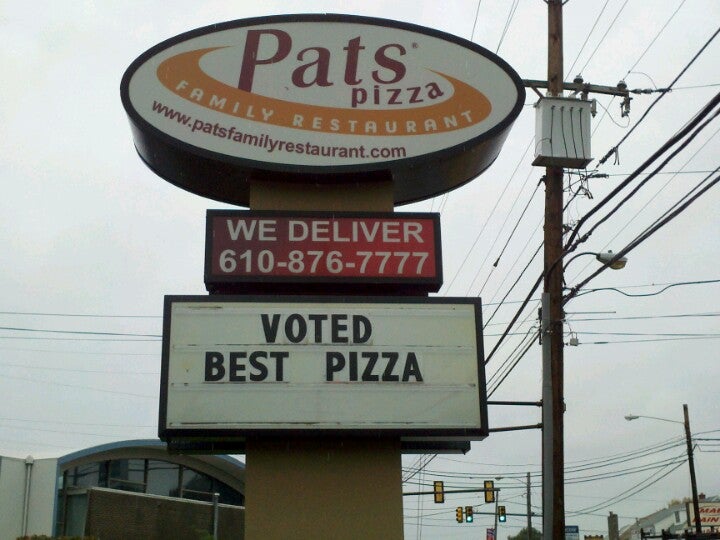 Pats
pizza
FAMILY RESTAURANT
www.patsfamilyrestaurant.com
WE DELIVER
610-876-7777
VOTED
BEST PIZZA